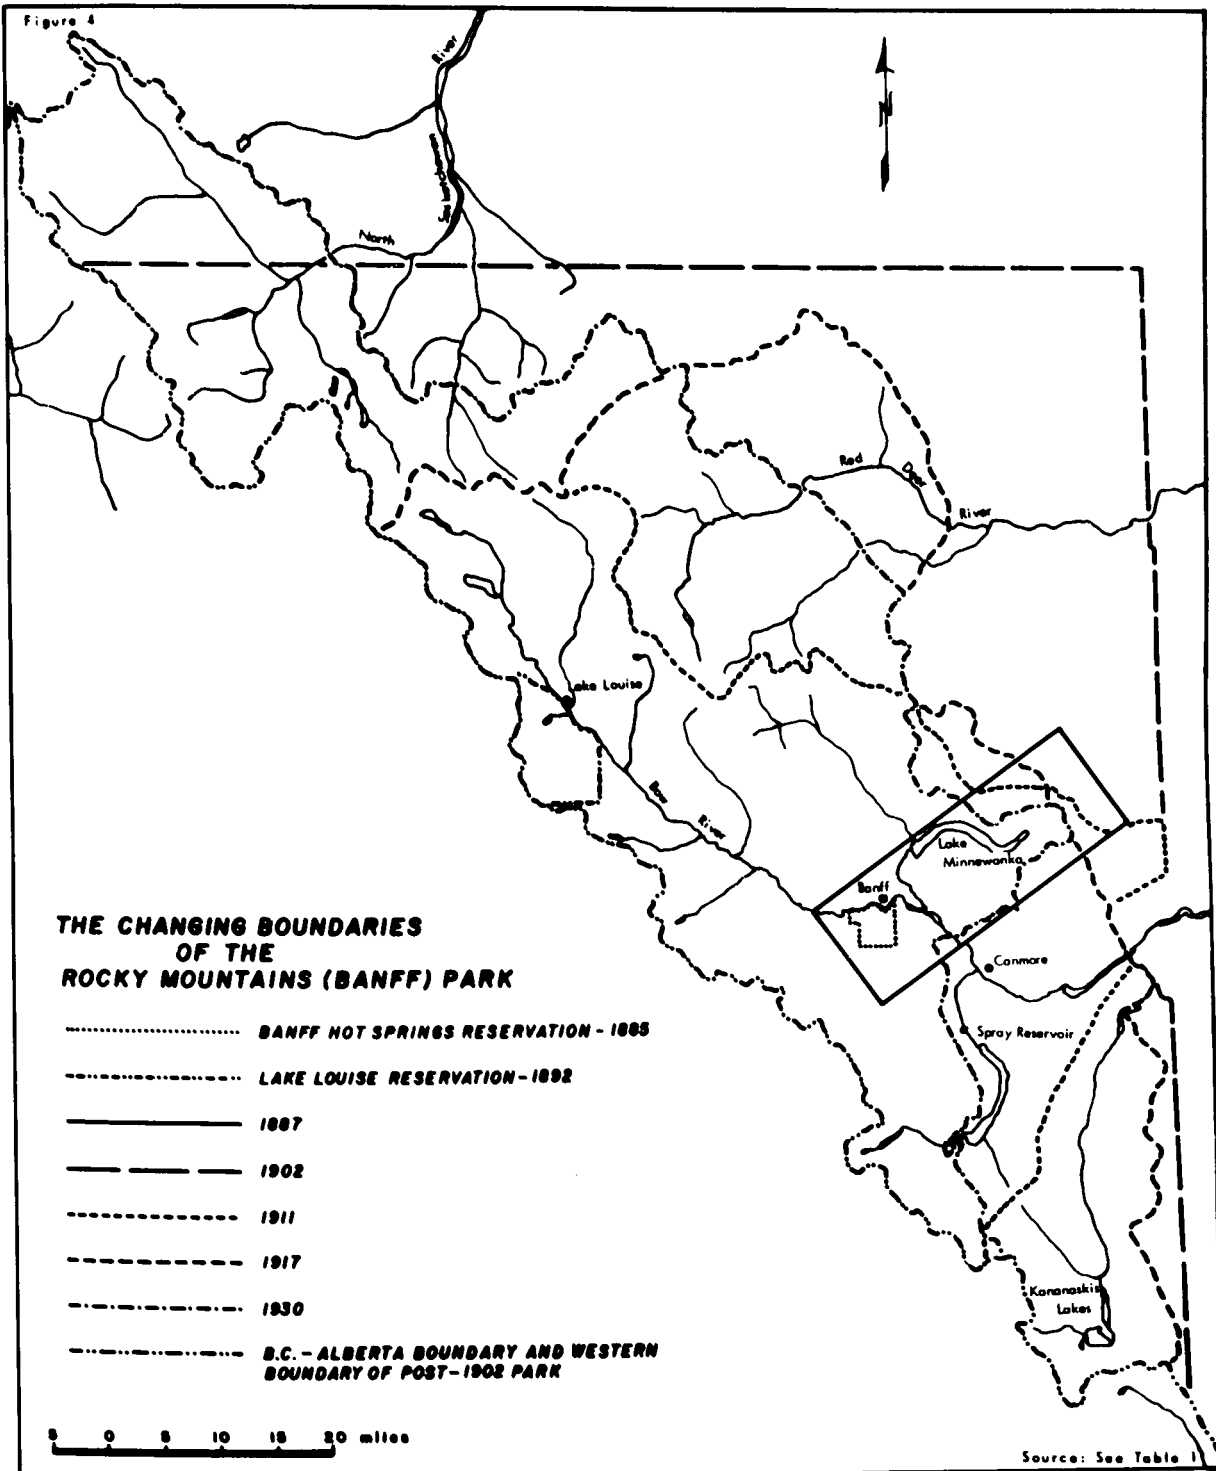 Figure 4
River
Saskatchewan
N
North
Red
Deer
River
Lake Louise
Bow
River
Lake
Minnewanka
Banff
Canmore
Spray Reservoir
Kananaskis
Lakes
THE CHANGING BOUNDARIES
OF THE
ROCKY MOUNTAINS (BANFF) PARK
BANFF HOT SPRINGS RESERVATION - 1885
LAKE LOUISE RESERVATION - 1892
1887
1902
1911
1917
1930
B.C. - ALBERTA BOUNDARY AND WESTERN
BOUNDARY OF POST - 1902 PARK
5 0 5 10 15 20 miles
Source: See Table 1